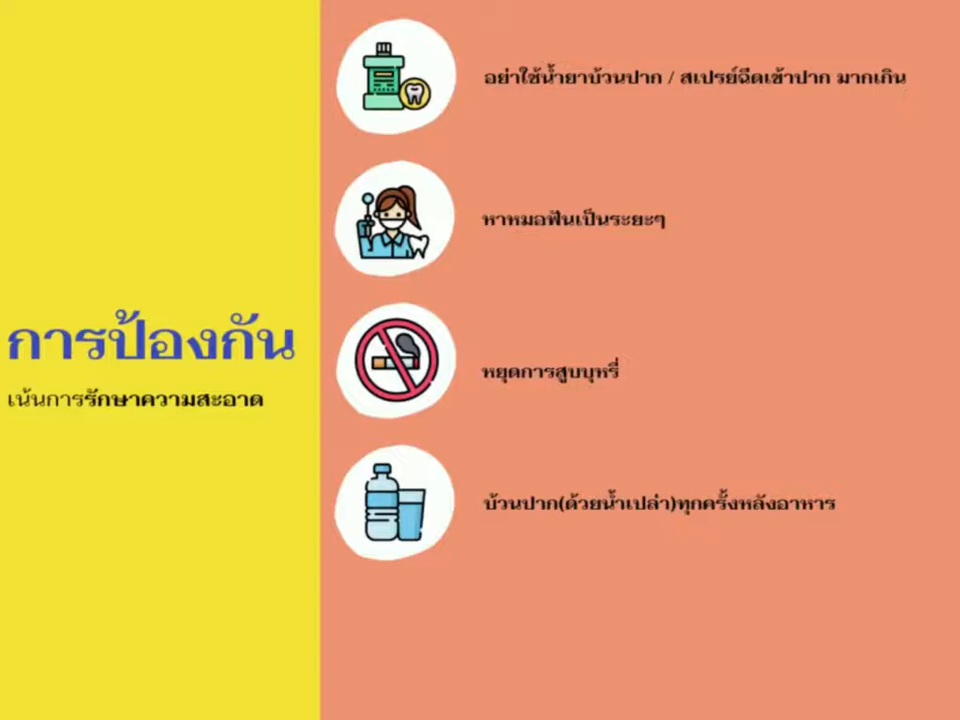 การป้องกัน
เน้นการรักษาความสะอาด
อย่าใช้น้ำยาบ้วนปาก / สเปรย์ฉีดเข้าปาก มากเกิน
หาหมอฟันเป็นระยะๆ
หยุดการสูบบุหรี่
บ้วนปาก(ด้วยน้ำเปล่า)ทุกครั้งหลังอาหาร